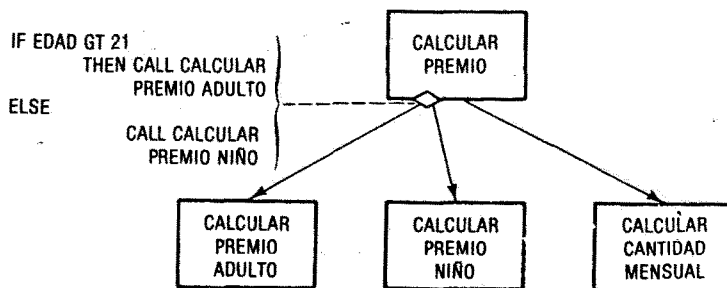 IF EDAD GT 21
THEN CALL CALCULAR
PREMIO ADULTO
ELSE
CALL CALCULAR
PREMIO NIÑO
CALCULAR
PREMIO
CALCULAR
PREMIO
ADULTO
CALCULAR
PREMIO
NIÑO
CALCULAR
CANTIDAD
MENSUAL